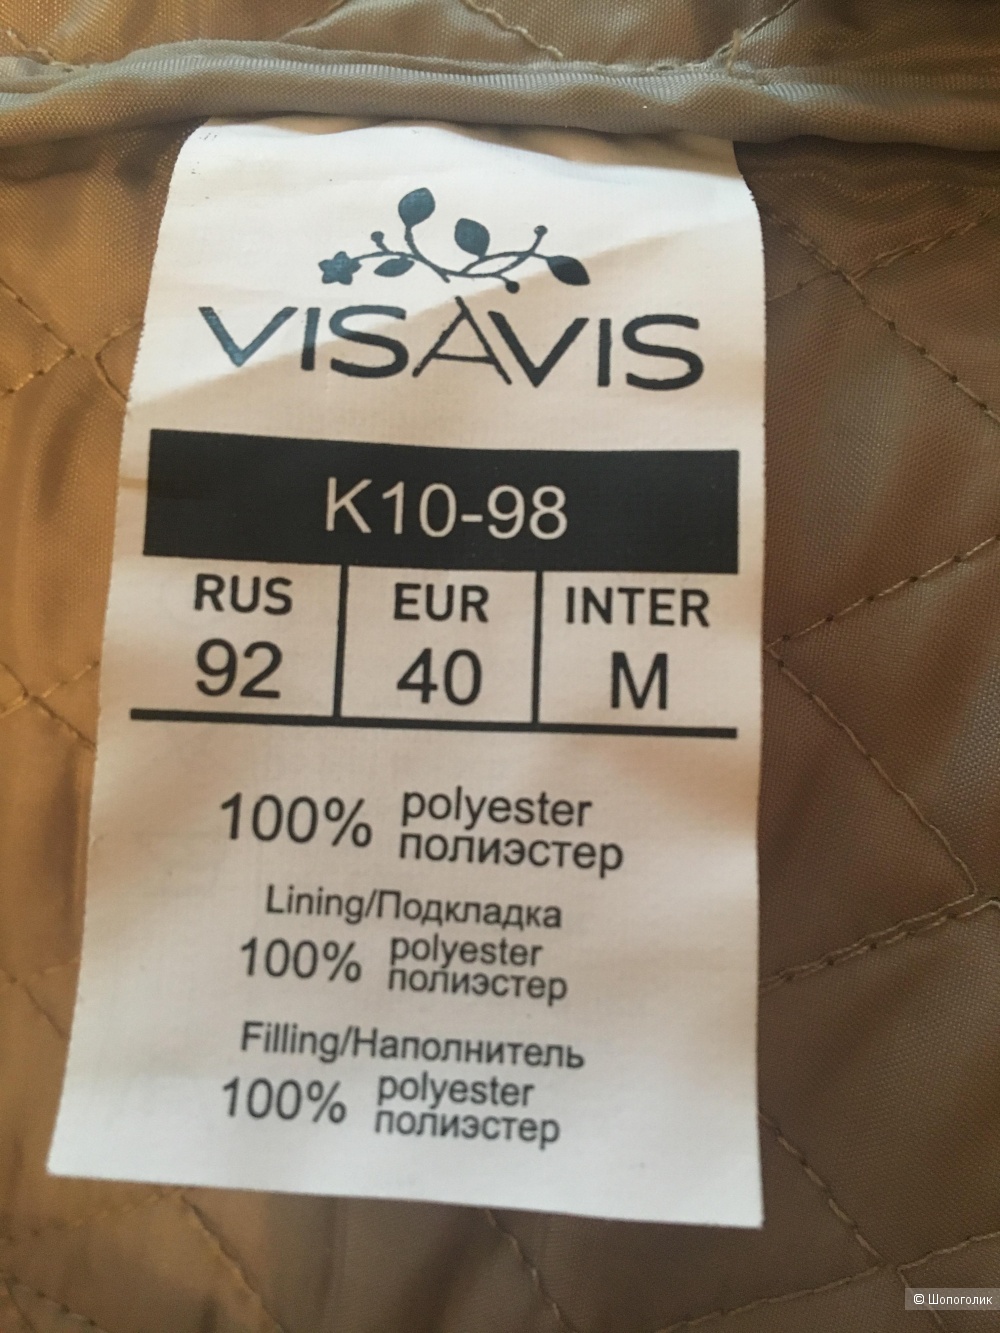 VISAVIS
K10-98
RUS EUR INTER
92 40 M
100% polyester
полиэстер
Lining/Подкладка
100% polyester
полиэстер
Filling/Наполнитель
100% polyester
полиэстер
© Шопоголик